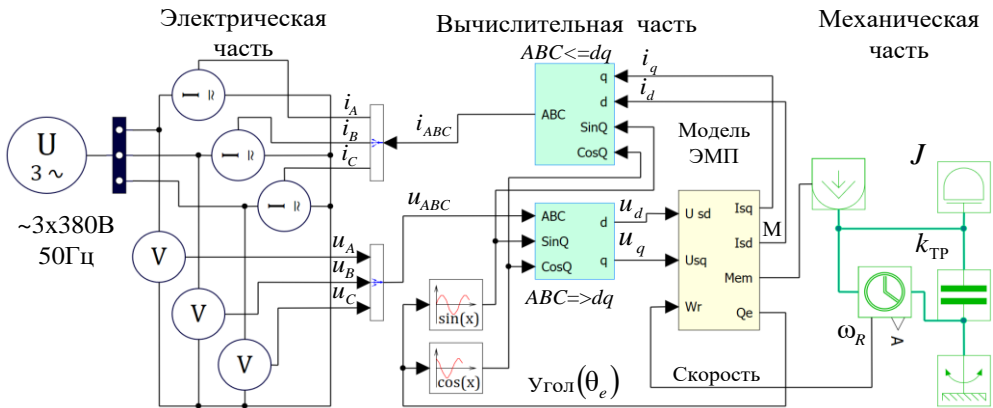 Электрическая часть
Вычислительная часть
Механическая часть
ABC<=dq
U
3 ~
~3x380В
50Гц
I
≈
I
≈
I
≈
V
V
V
i_A
i_B
i_C
i_ABC
u_A
u_B
u_C
u_ABC
q
d
SinQ
CosQ
ABC
i_q
i_d
ABC
SinQ
CosQ
d
q
ABC=>dq
u_d
u_q
Модель ЭМП
U sd
Usq
Wr
Isq
Isd
Mem
Qe
М
sin(x)
cos(x)
Угол(θ_e)
Скорость
J
k_ТР
ω_R
A